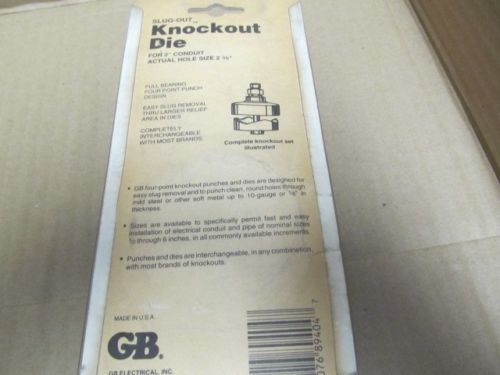 SLUG-OUT™
Knockout
Die
FOR 2" CONDUIT
ACTUAL HOLE SIZE 2 3/8"
FULL BEARING
FOUR POINT PUNCH
DESIGN
EASY SLUG REMOVAL
THRU LARGER RELIEF
AREA IN DIES
COMPLETELY
INTERCHANGEABLE
WITH MOST BRANDS.
Complete knockout set
illustrated
• GB four-point knockout punches and dies are designed for
easy slug removal and to punch clean, round holes through
mild steel or other soft metal up to 10-gauge or 1/8" in
thickness.
• Sizes are available to specifically permit fast and easy
installation of electrical conduit and pipe of nominal sizes
1/2 through 6 inches, in all commonly available increments.
• Punches and dies are interchangeable, in any combination,
with most brands of knockouts.
MADE IN U.S.A.
GB®
GB ELECTRICAL, INC.
076 89404 7